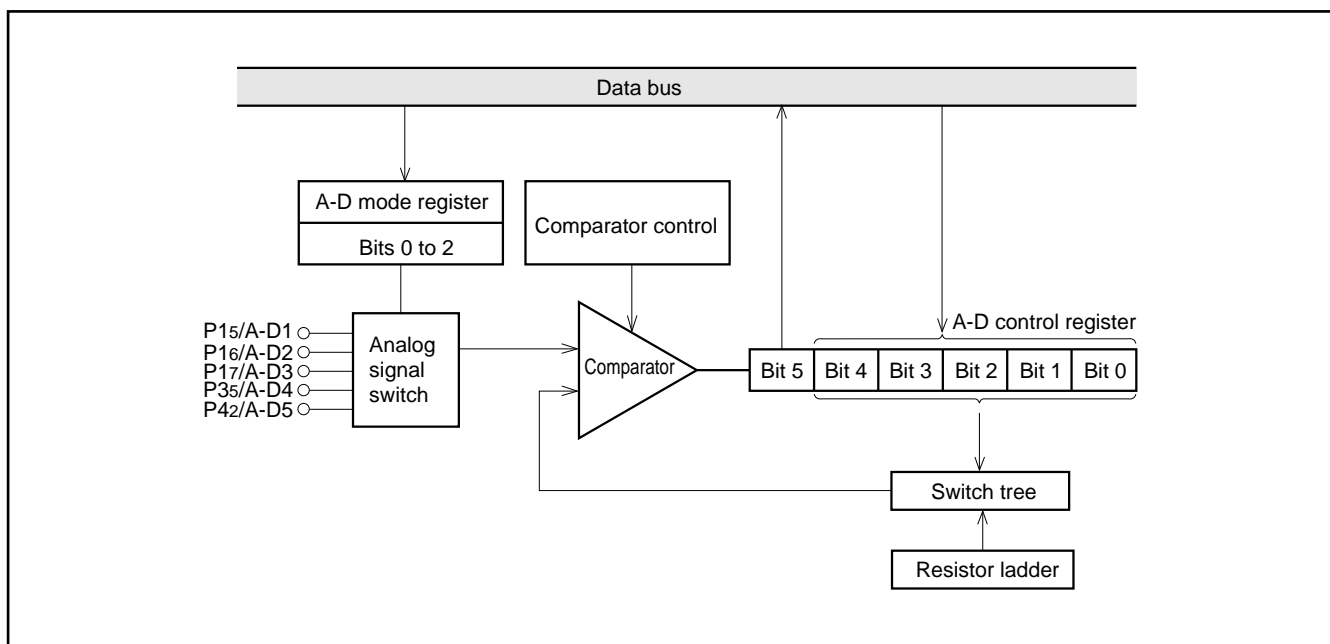 Data bus
A-D mode register
Bits 0 to 2
Comparator control
P15/A-D1
P16/A-D2
P17/A-D3
P35/A-D4
P42/A-D5
Analog
signal
switch
Comparator
A-D control register
Bit 5 Bit 4 Bit 3 Bit 2 Bit 1 Bit 0
Switch tree
Resistor ladder